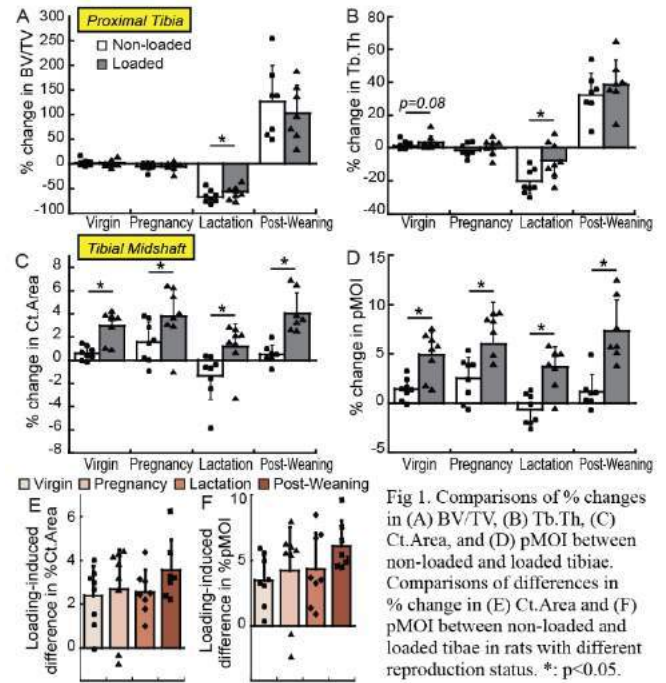 A
Proximal Tibia
Non-loaded
Loaded
% change in BV/TV
250
200
150
100
50
0
-50
-100
*
Virgin
Pregnancy
Lactation
Post-Weaning
B
% change in Tb.Th
80
60
40
20
0
-20
-40
p=0.08
*
Virgin
Pregnancy
Lactation
Post-Weaning
Tibial Midshaft
C
% change in Ct.Area
8
6
4
2
0
-2
-4
-6
-8
*
*
*
*
Virgin
Pregnancy
Lactation
Post-Weaning
D
% change in pMOI
15
10
5
0
-5
*
*
*
*
Virgin
Pregnancy
Lactation
Post-Weaning
Virgin
Pregnancy
Lactation
Post-Weaning
E
Loading-induced
difference in %Ct.Area
6
4
2
0
F
Loading-induced
difference in %pMOI
10
5
0
Fig 1. Comparisons of % changes
in (A) BV/TV, (B) Tb.Th, (C)
Ct.Area, and (D) pMOI between
non-loaded and loaded tibiae.
Comparisons of differences in
% change in (E) Ct.Area and (F)
pMOI between non-loaded and
loaded tibae in rats with different
reproduction status. *: p<0.05.